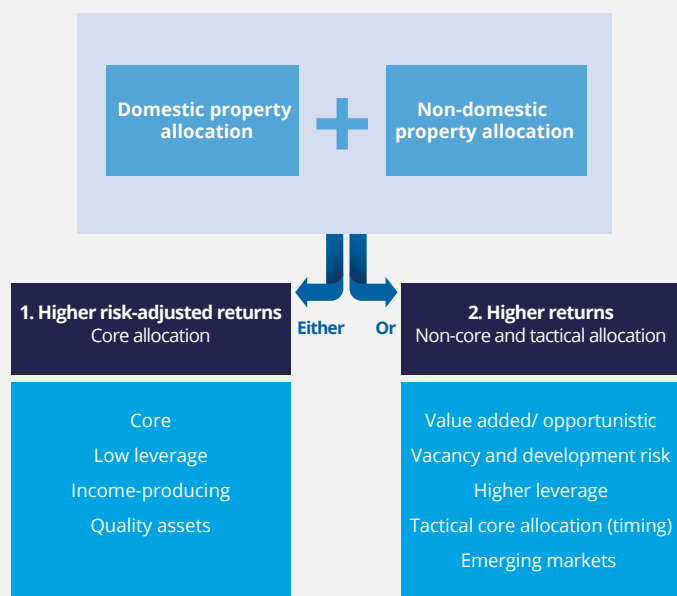 Domestic property
allocation
Non-domestic
property allocation
1. Higher risk-adjusted returns
Core allocation
Either
Or
2. Higher returns
Non-core and tactical allocation
Core
Low leverage
Income-producing
Quality assets
Value added/ opportunistic
Vacancy and development risk
Higher leverage
Tactical core allocation (timing)
Emerging markets